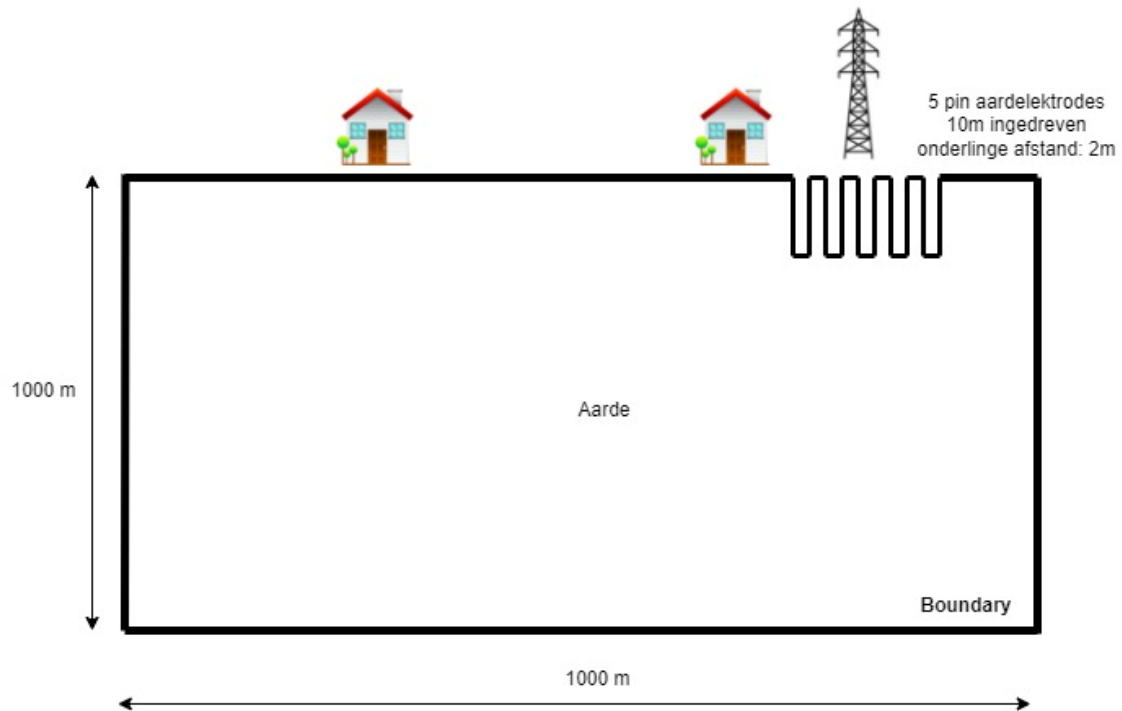 5 pin aardelektrodes
10m ingedreven
onderlinge afstand: 2m
1000 m
Aarde
Boundary
1000 m